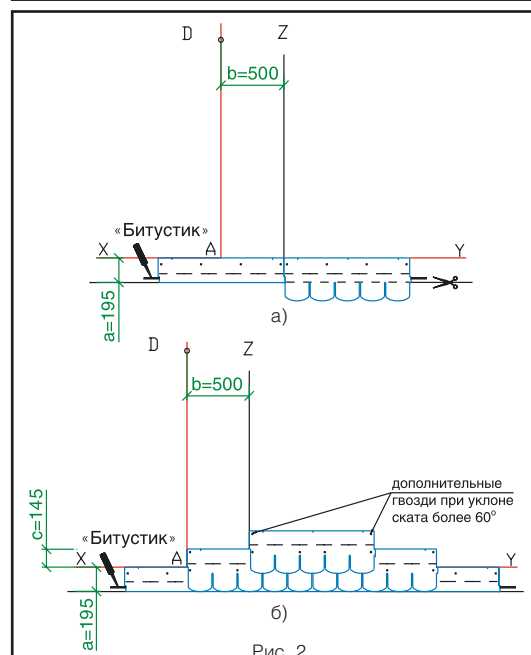 D
Z
b=500
«Битустик»
X
A
Y
a=195
а)
D
Z
b=500
дополнительные
гвозди при уклоне
ската более 60°
c=145
«Битустик»
X
A
Y
a=195
б)
Рис. 2